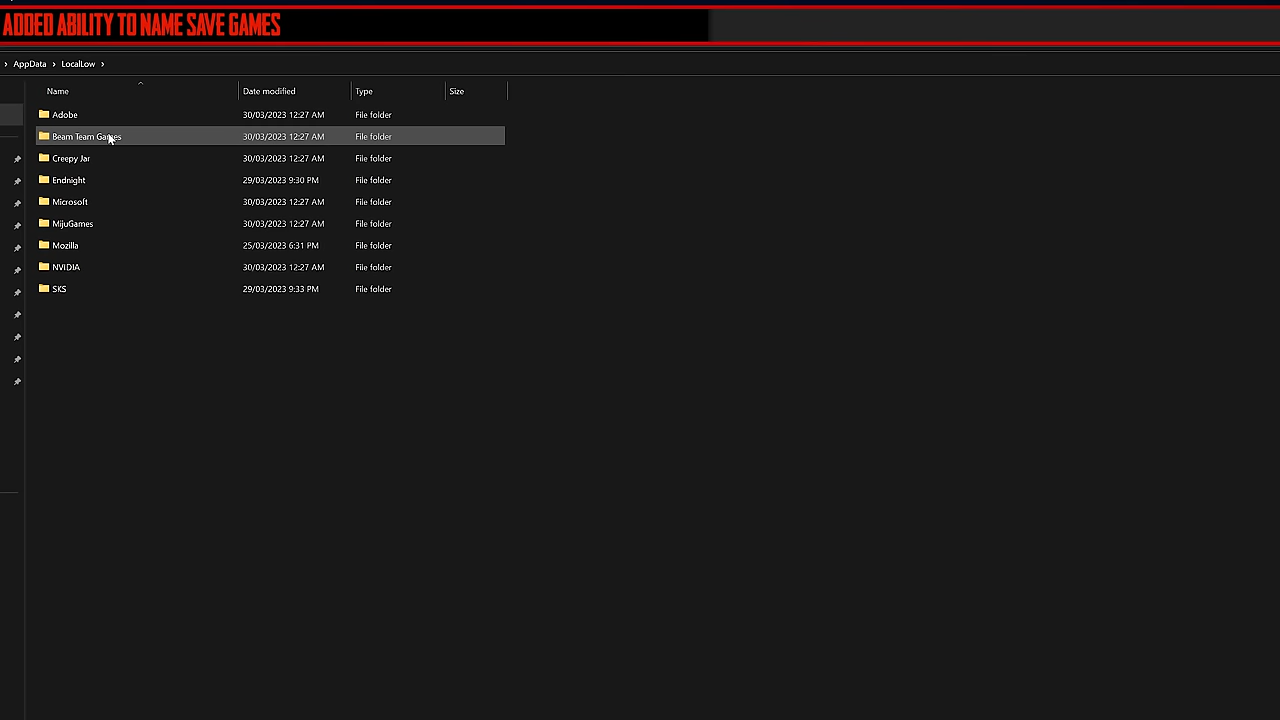 ADDED ABILITY TO NAME SAVE GAMES
› AppData › LocalLow ›
Name Date modified Type Size
Adobe 30/03/2023 12:27 AM File folder
Beam Team Games 30/03/2023 12:27 AM File folder
Creepy Jar 30/03/2023 12:27 AM File folder
Endnight 29/03/2023 9:30 PM File folder
Microsoft 30/03/2023 12:27 AM File folder
MijuGames 30/03/2023 12:27 AM File folder
Mozilla 25/03/2023 6:31 PM File folder
NVIDIA 30/03/2023 12:27 AM File folder
SKS 29/03/2023 9:33 PM File folder